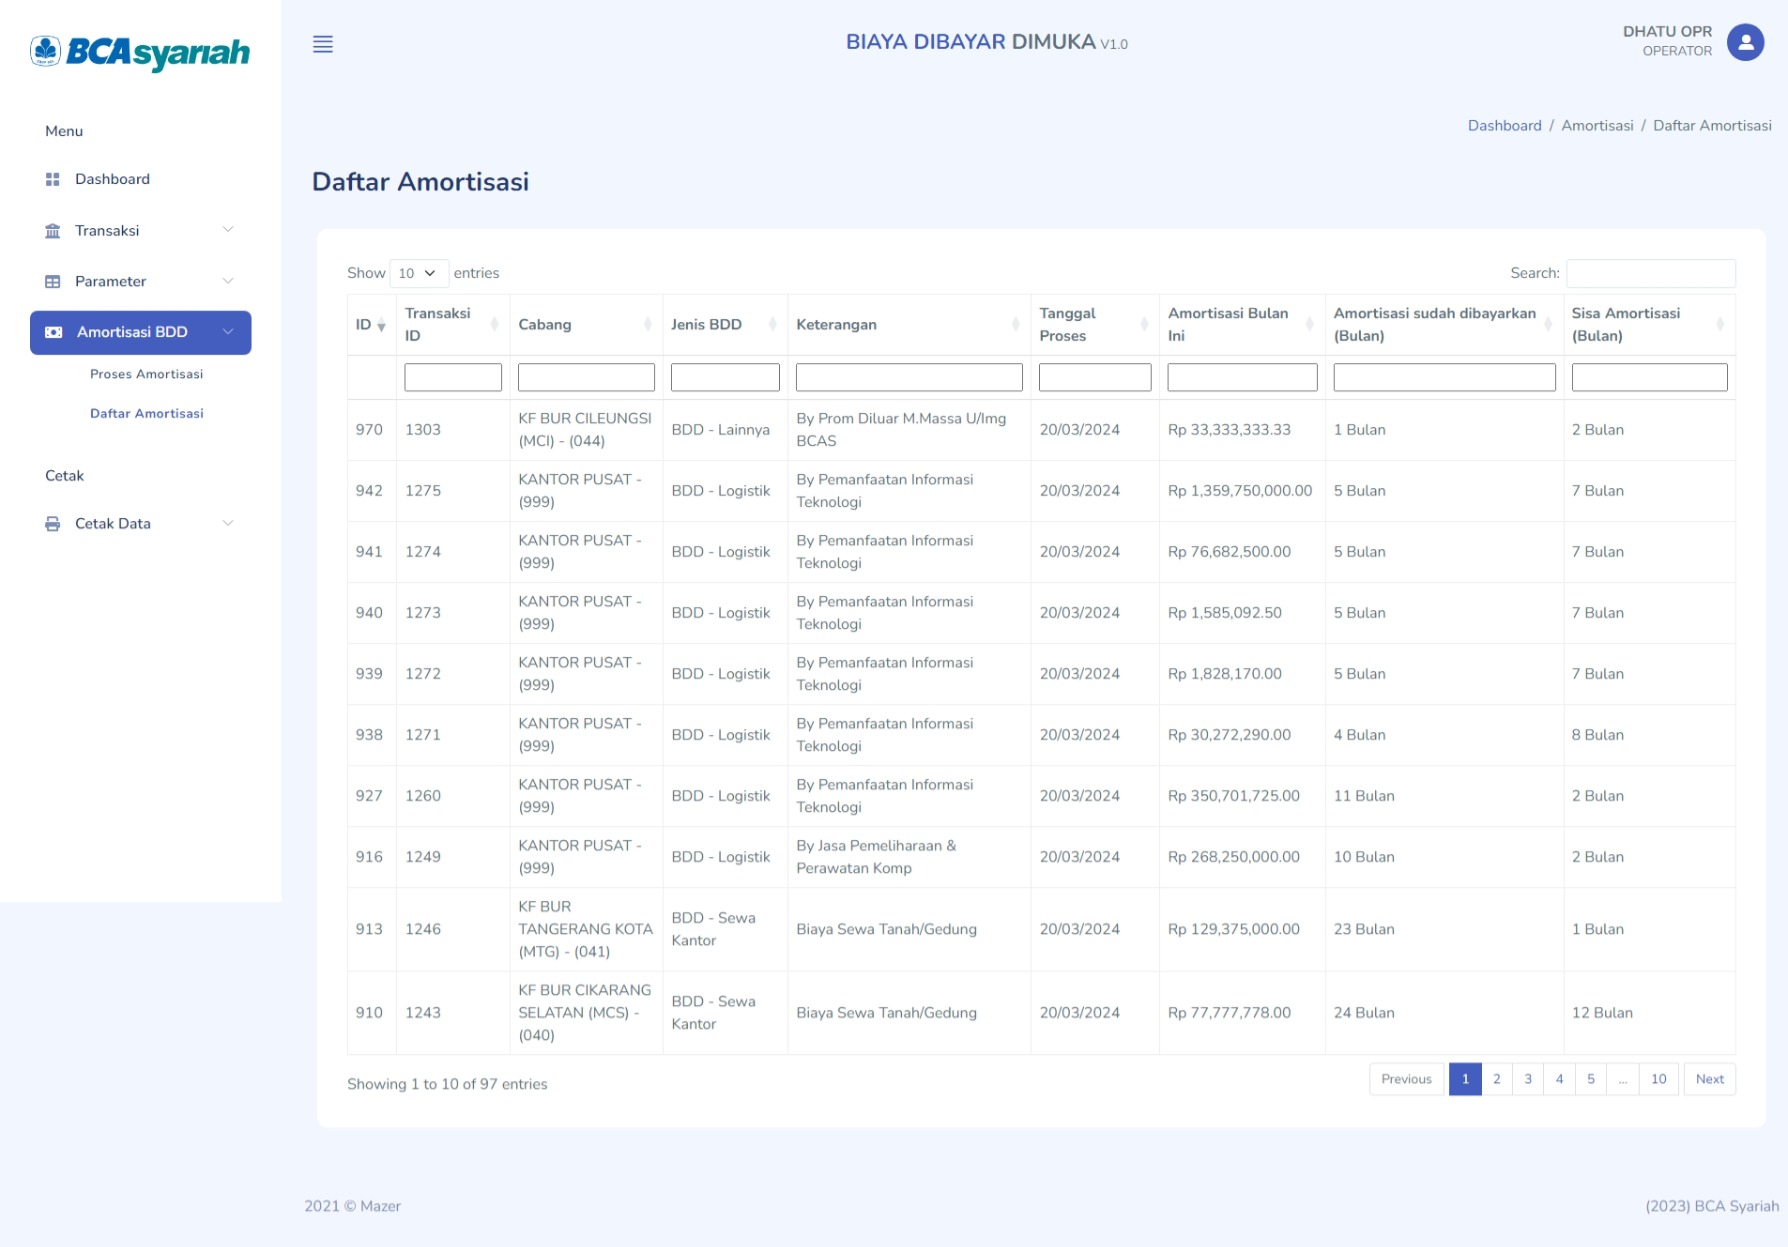 BCA syariah
BIAYA DIBAYAR DIMUKA V1.0
DHATU OPR
OPERATOR
Menu
Dashboard
Transaksi
Parameter
Amortisasi BDD
Proses Amortisasi
Daftar Amortisasi
Cetak
Cetak Data
Dashboard / Amortisasi / Daftar Amortisasi
Daftar Amortisasi
Show 10 entries
Search:
ID
Transaksi
ID
Cabang
Jenis BDD
Keterangan
Tanggal
Proses
Amortisasi Bulan
Ini
Amortisasi sudah dibayarkan
(Bulan)
Sisa Amortisasi
(Bulan)
970
1303
KF BUR CILEUNGSI
(MCI) - (044)
BDD - Lainnya
By Prom Diluar M.Massa U/Img
BCAS
20/03/2024
Rp 33,333,333.33
1 Bulan
2 Bulan
942
1275
KANTOR PUSAT -
(999)
BDD - Logistik
By Pemanfaatan Informasi
Teknologi
20/03/2024
Rp 1,359,750,000.00
5 Bulan
7 Bulan
941
1274
KANTOR PUSAT -
(999)
BDD - Logistik
By Pemanfaatan Informasi
Teknologi
20/03/2024
Rp 76,682,500.00
5 Bulan
7 Bulan
940
1273
KANTOR PUSAT -
(999)
BDD - Logistik
By Pemanfaatan Informasi
Teknologi
20/03/2024
Rp 1,585,092.50
5 Bulan
7 Bulan
939
1272
KANTOR PUSAT -
(999)
BDD - Logistik
By Pemanfaatan Informasi
Teknologi
20/03/2024
Rp 1,828,170.00
5 Bulan
7 Bulan
938
1271
KANTOR PUSAT -
(999)
BDD - Logistik
By Pemanfaatan Informasi
Teknologi
20/03/2024
Rp 30,272,290.00
4 Bulan
8 Bulan
927
1260
KANTOR PUSAT -
(999)
BDD - Logistik
By Pemanfaatan Informasi
Teknologi
20/03/2024
Rp 350,701,725.00
11 Bulan
2 Bulan
916
1249
KANTOR PUSAT -
(999)
BDD - Logistik
By Jasa Pemeliharaan &
Perawatan Komp
20/03/2024
Rp 268,250,000.00
10 Bulan
2 Bulan
913
1246
KF BUR
TANGERANG KOTA
(MTG) - (041)
BDD - Sewa
Kantor
Biaya Sewa Tanah/Gedung
20/03/2024
Rp 129,375,000.00
23 Bulan
1 Bulan
910
1243
KF BUR CIKARANG
SELATAN (MCS) -
(040)
BDD - Sewa
Kantor
Biaya Sewa Tanah/Gedung
20/03/2024
Rp 77,777,778.00
24 Bulan
12 Bulan
Showing 1 to 10 of 97 entries
Previous 1 2 3 4 5 ... 10 Next
2021 © Mazer
(2023) BCA Syariah